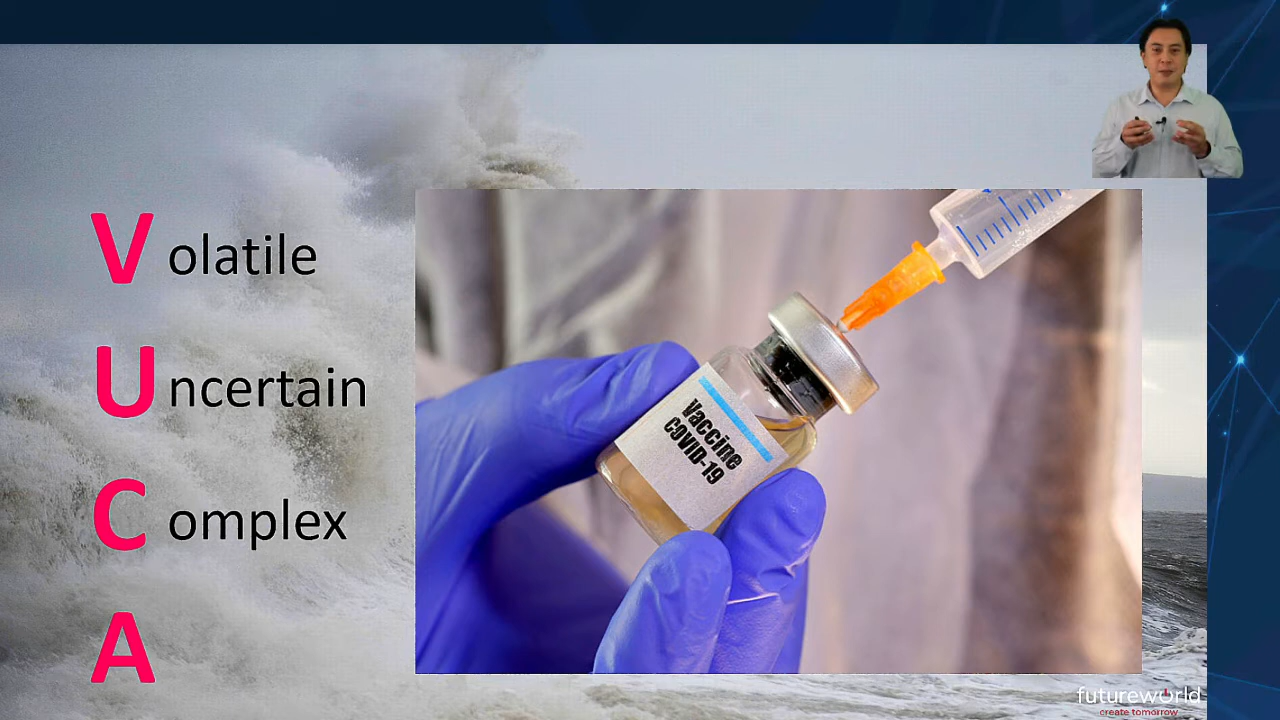 Volatile
Uncertain
Complex
A
Vaccine
COVID-19
futureworld
create tomorrow